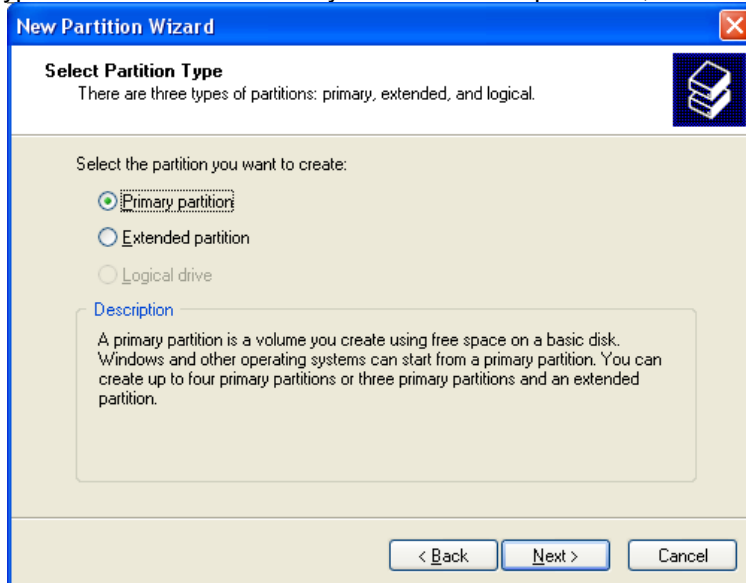 New Partition Wizard
Select Partition Type
There are three types of partitions: primary, extended, and logical.
Select the partition you want to create:
Primary partition
Extended partition
Logical drive
Description
A primary partition is a volume you create using free space on a basic disk.
Windows and other operating systems can start from a primary partition. You can
create up to four primary partitions or three primary partitions and an extended
partition.
< Back
Next >
Cancel